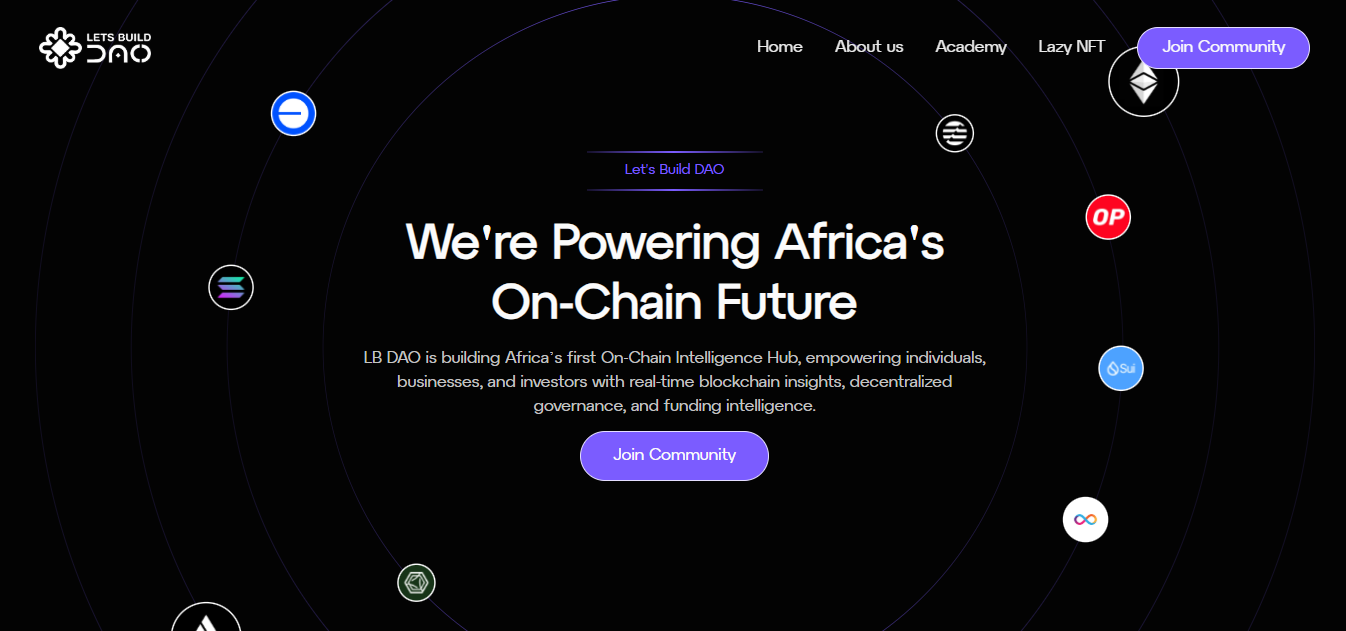 LETS BUILD
DAO
Home
About us
Academy
Lazy NFT
Join Community
Let's Build DAO
We're Powering Africa's
On-Chain Future
LB DAO is building Africa's first On-Chain Intelligence Hub, empowering individuals,
businesses, and investors with real-time blockchain insights, decentralized
governance, and funding intelligence.
Join Community
OP
Sui